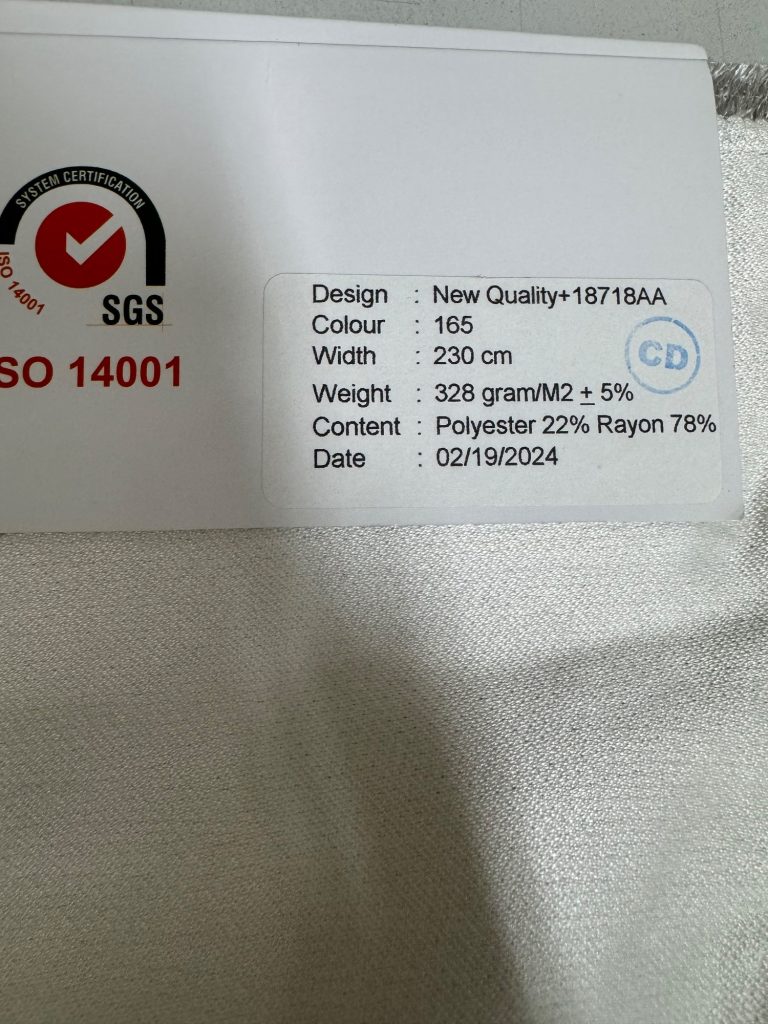 SYSTEM CERTIFICATION
ISO 14001
SGS
SO 14001
Design : New Quality+18718AA
Colour : 165
Width : 230 cm
Weight : 328 gram/M2 ± 5%
Content : Polyester 22% Rayon 78%
Date : 02/19/2024
CD